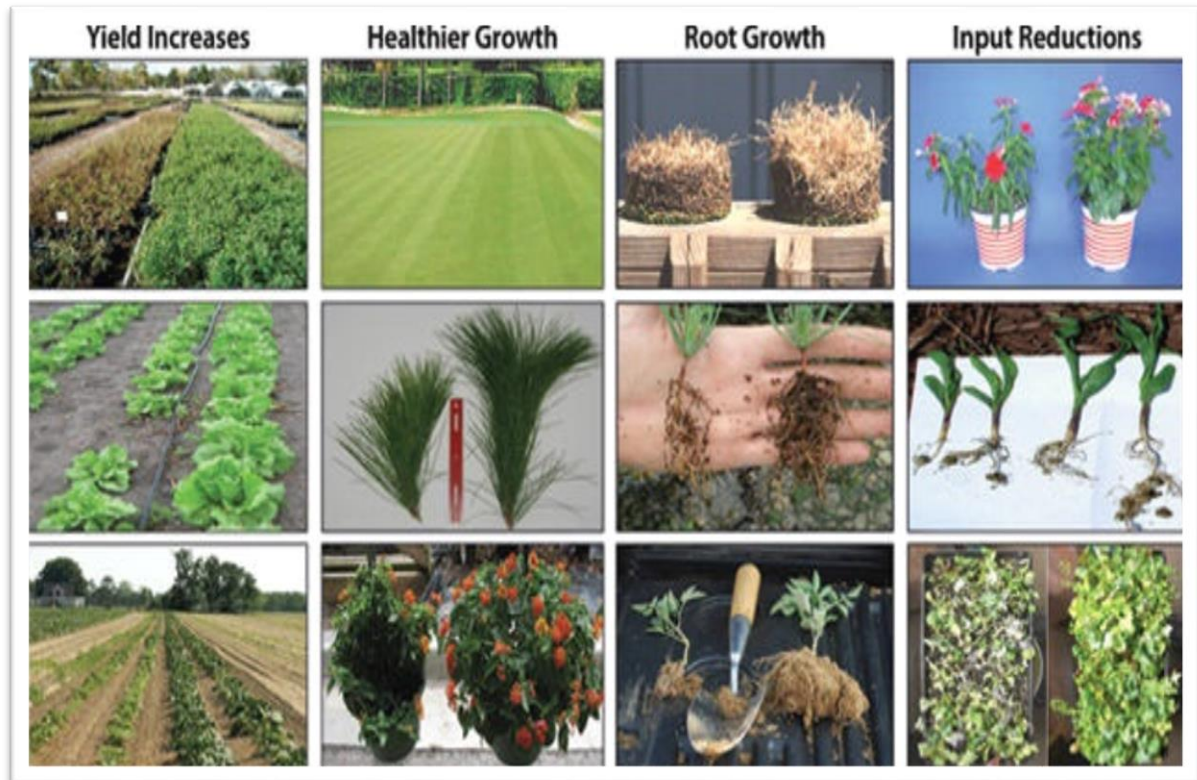 Yield Increases
Healthier Growth
Root Growth
Input Reductions